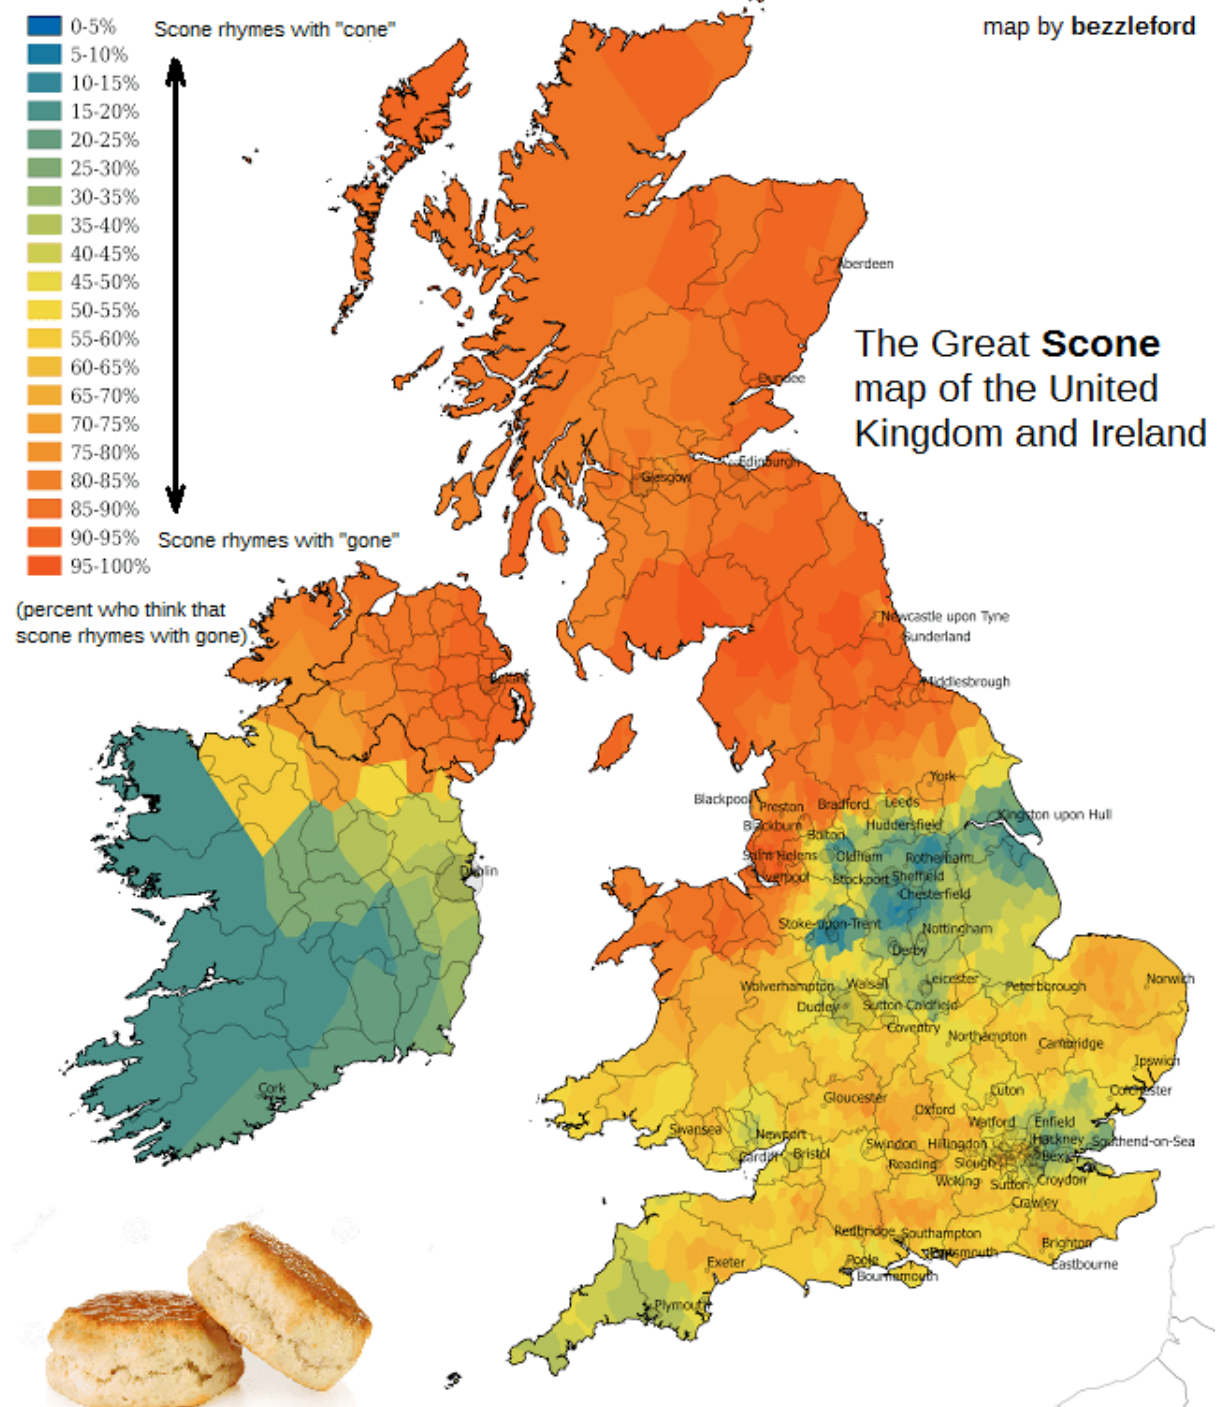 0-5%
5-10%
10-15%
15-20%
20-25%
25-30%
30-35%
35-40%
40-45%
45-50%
50-55%
55-60%
60-65%
65-70%
70-75%
75-80%
80-85%
85-90%
90-95%
95-100%
Scone rhymes with "cone"
Scone rhymes with "gone"
(percent who think that
scone rhymes with gone)
map by bezzleford
The Great Scone
map of the United
Kingdom and Ireland
Aberdeen
Dundee
Edinburgh
Glasgow
Newcastle upon Tyne
Sunderland
Belfast
Middlesbrough
York
Blackpool
Preston
Bradford
Leeds
Kingston upon Hull
Blackburn
Bolton
Huddersfield
Saint Helens
Oldham
Rotherham
Dublin
Liverpool
Stockport
Sheffield
Chesterfield
Stoke-upon-Trent
Nottingham
Derby
Wolverhampton
Walsall
Leicester
Peterborough
Norwich
Dudley
Sutton Coldfield
Coventry
Northampton
Cambridge
Ipswich
Cork
Luton
Colchester
Gloucester
Oxford
Swansea
Newport
Watford
Enfield
Cardiff
Bristol
Swindon
Hillingdon
Hackney
Southend-on-Sea
Reading
Slough
Bexley
Woking
Sutton
Croydon
Crawley
Redbridge
Southampton
Brighton
Exeter
Poole
Portsmouth
Eastbourne
Bournemouth
Plymouth